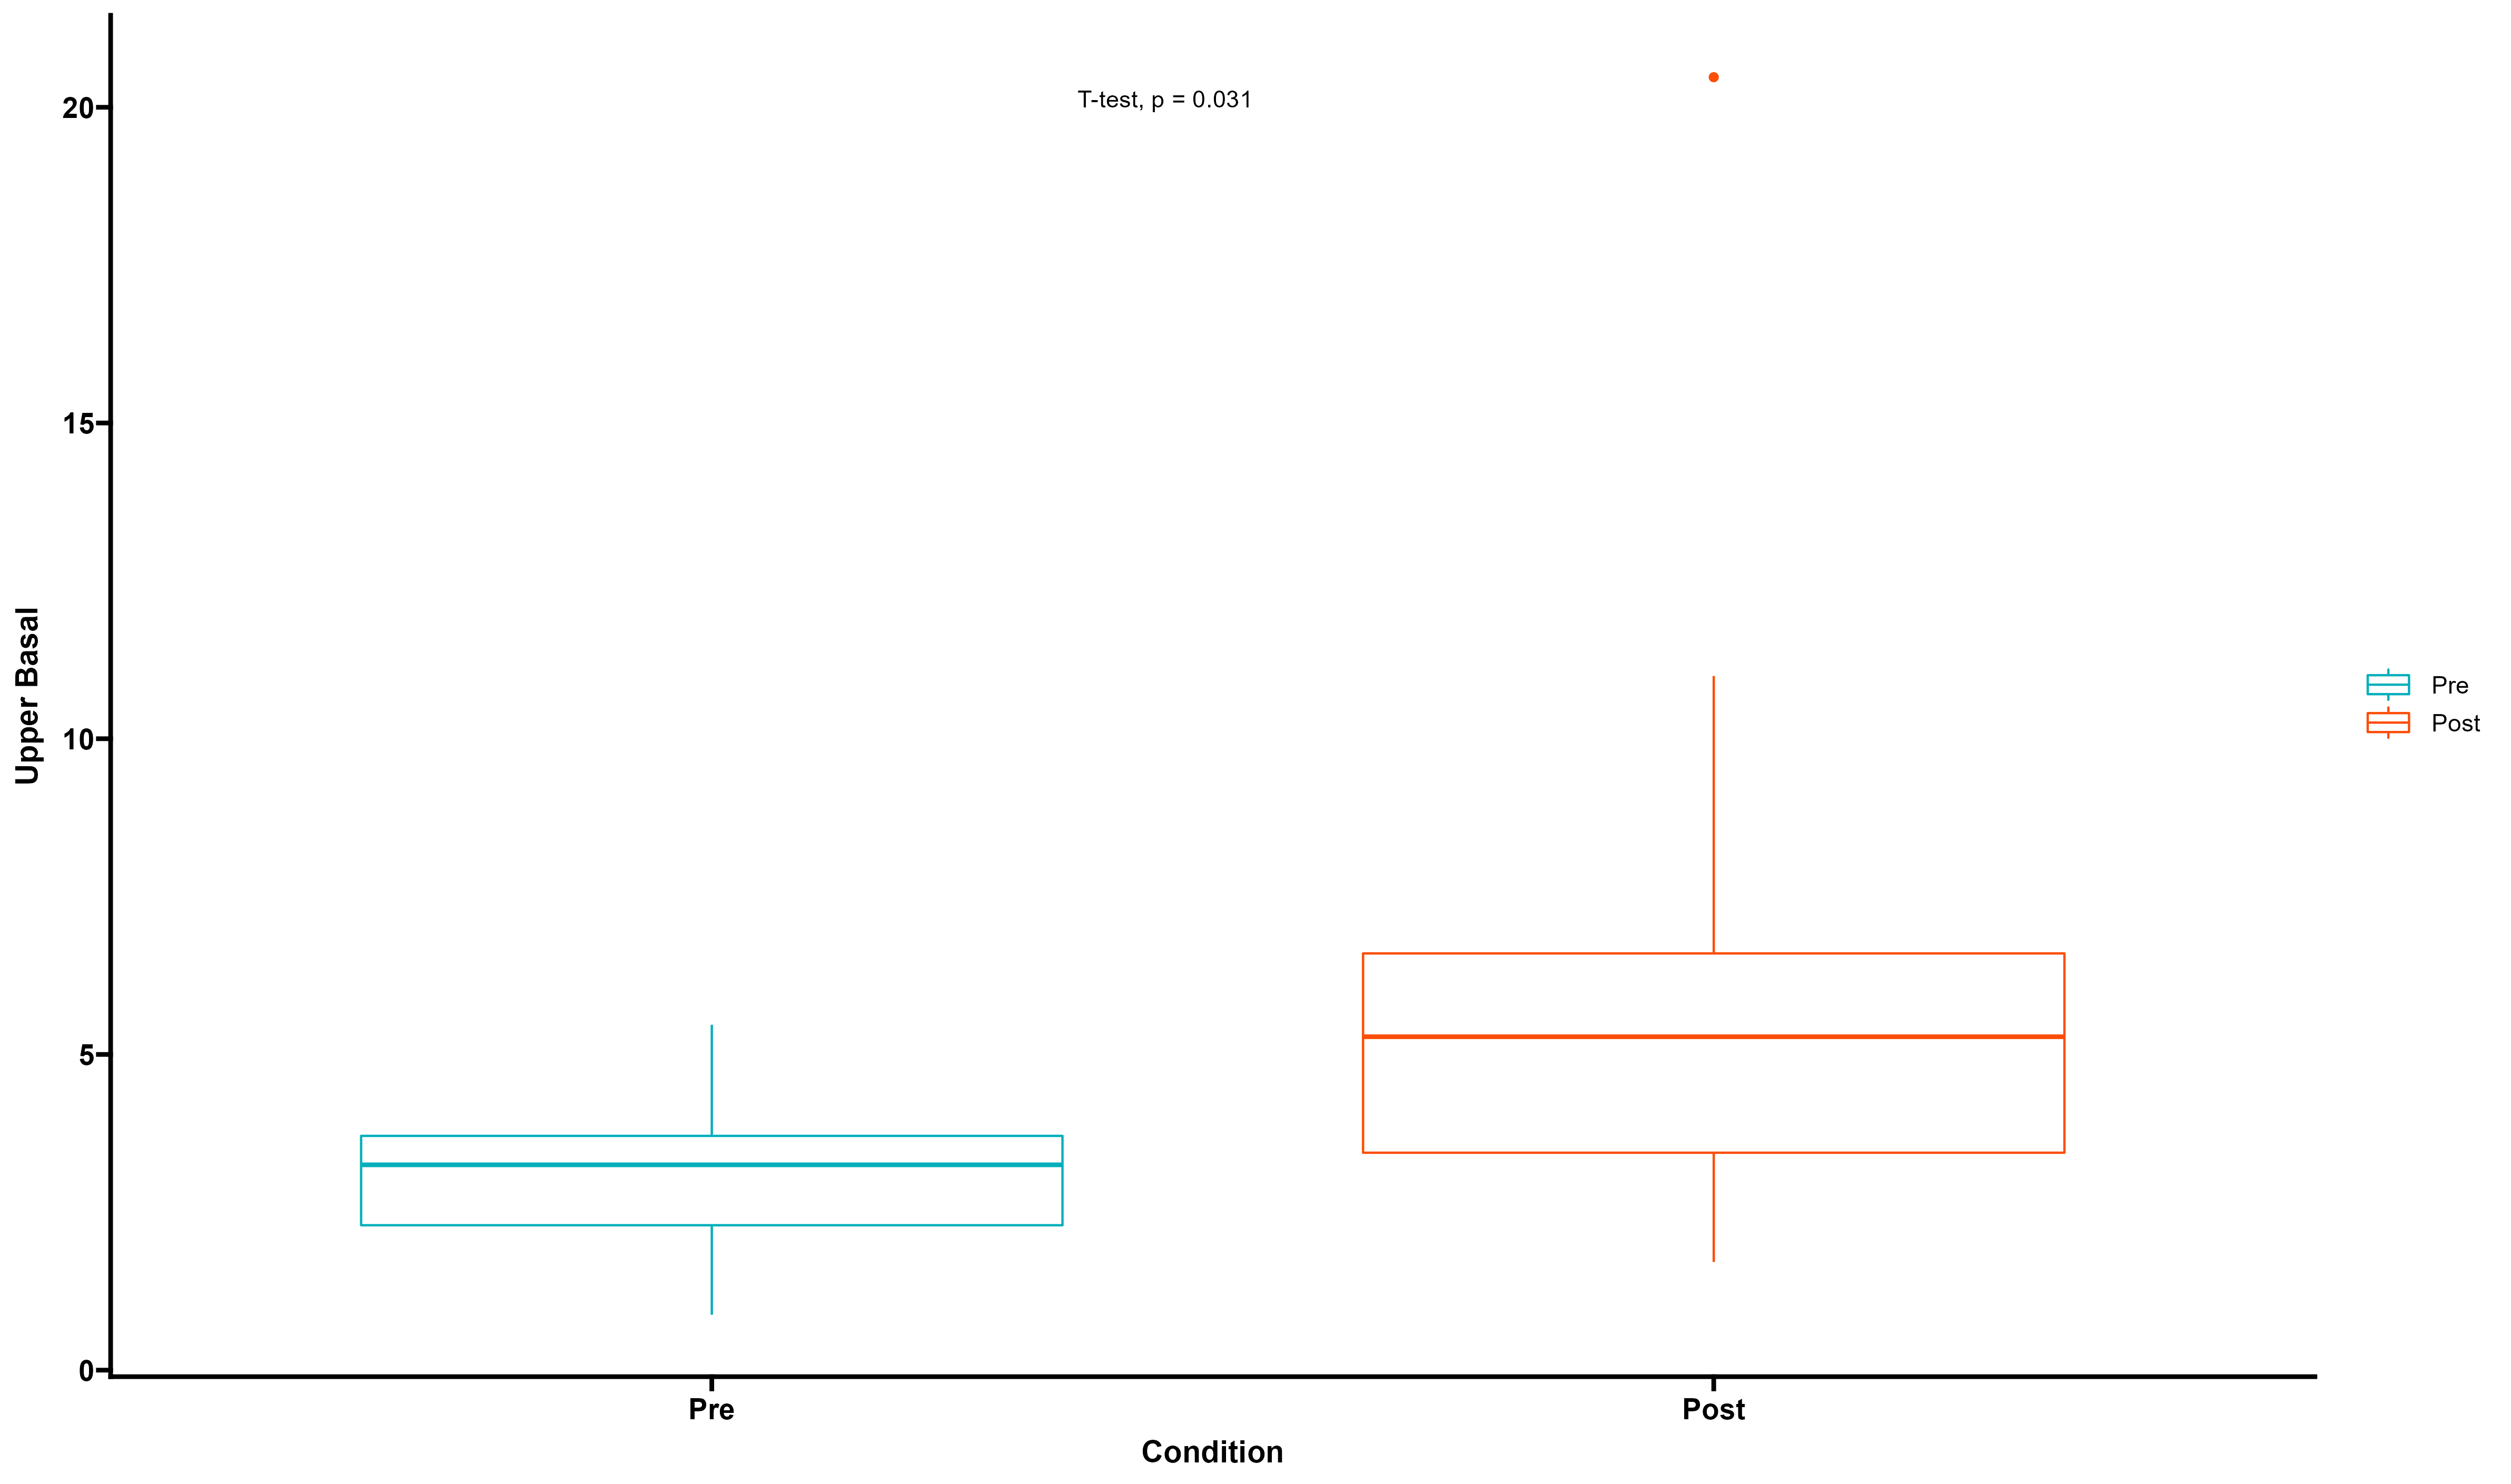 T-test, p = 0.031
20
15
10
5
0
Upper Basal
Pre
Post
Condition
Pre
Post